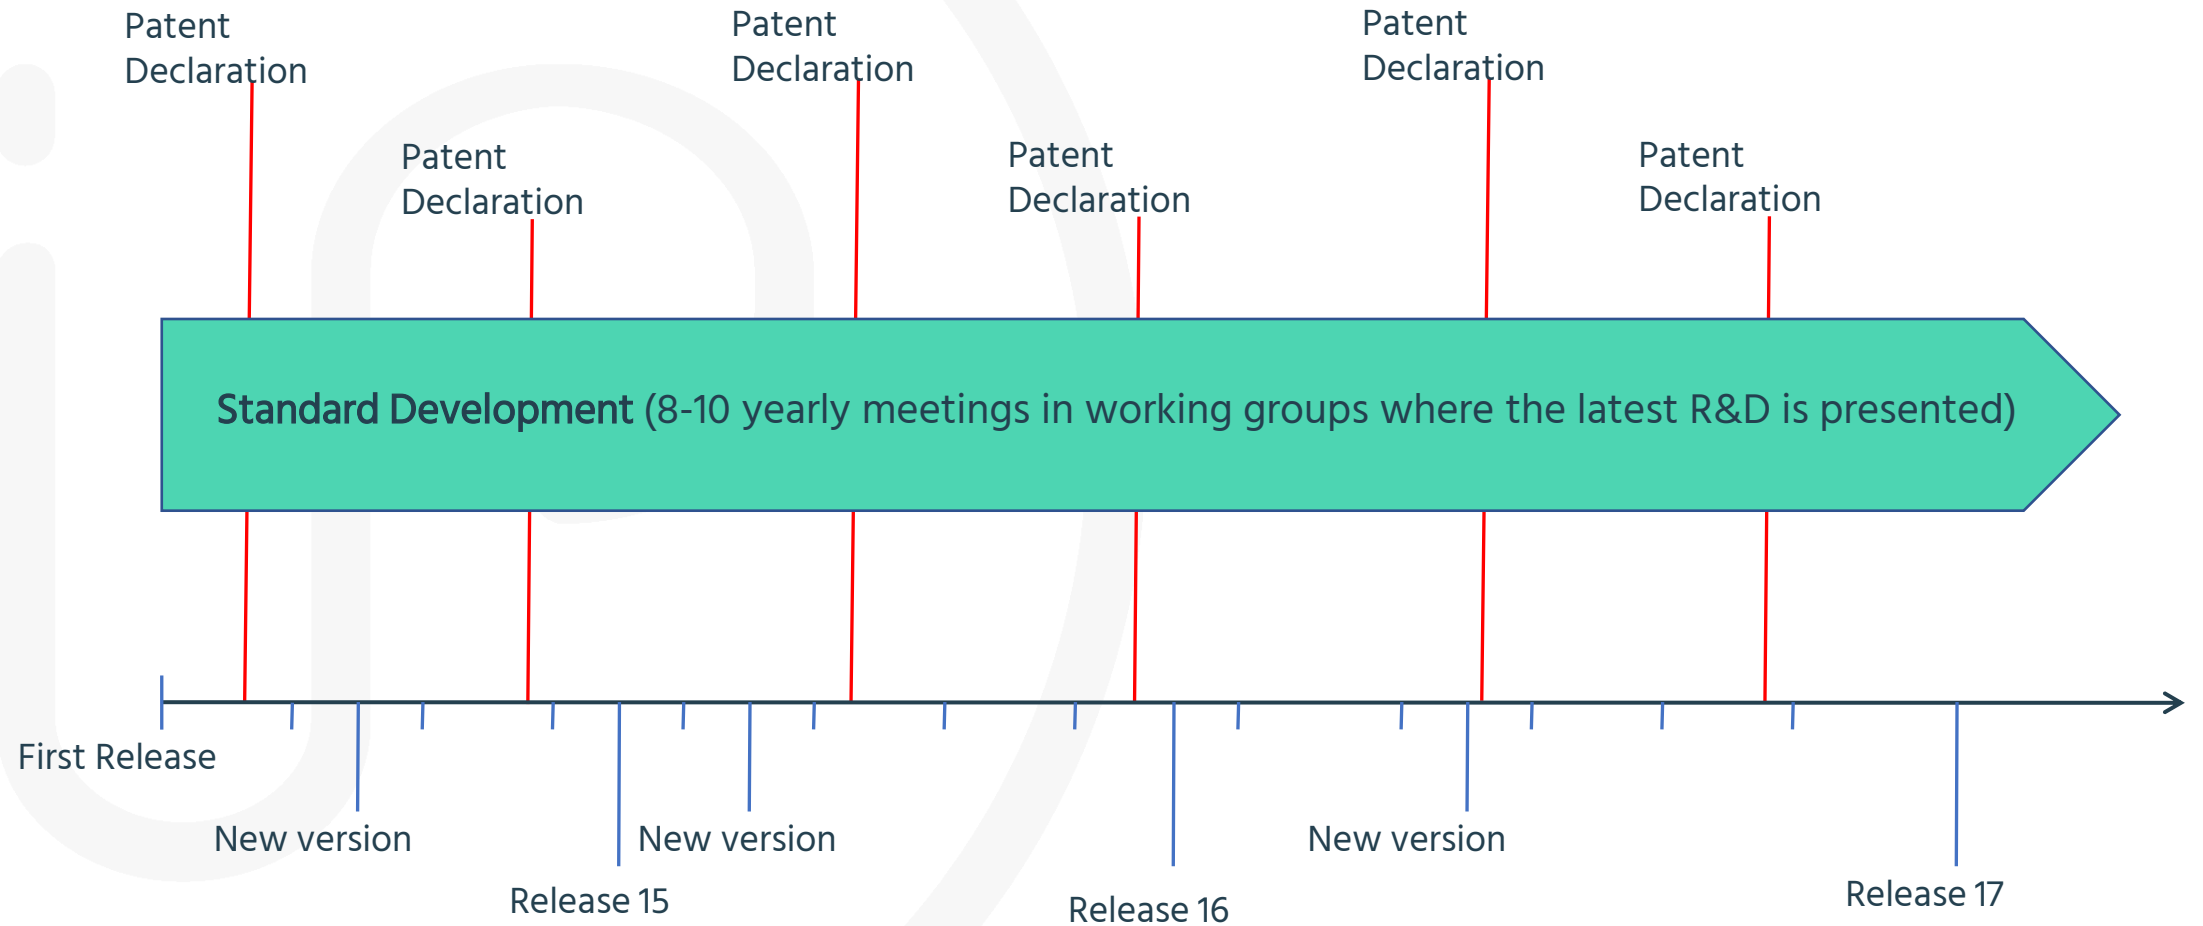 Patent
Declaration
Patent
Declaration
Patent
Declaration
Patent
Declaration
Patent
Declaration
Patent
Declaration
Standard Development (8-10 yearly meetings in working groups where the latest R&D is presented)
First Release
New version
Release 15
New version
Release 16
New version
Release 17